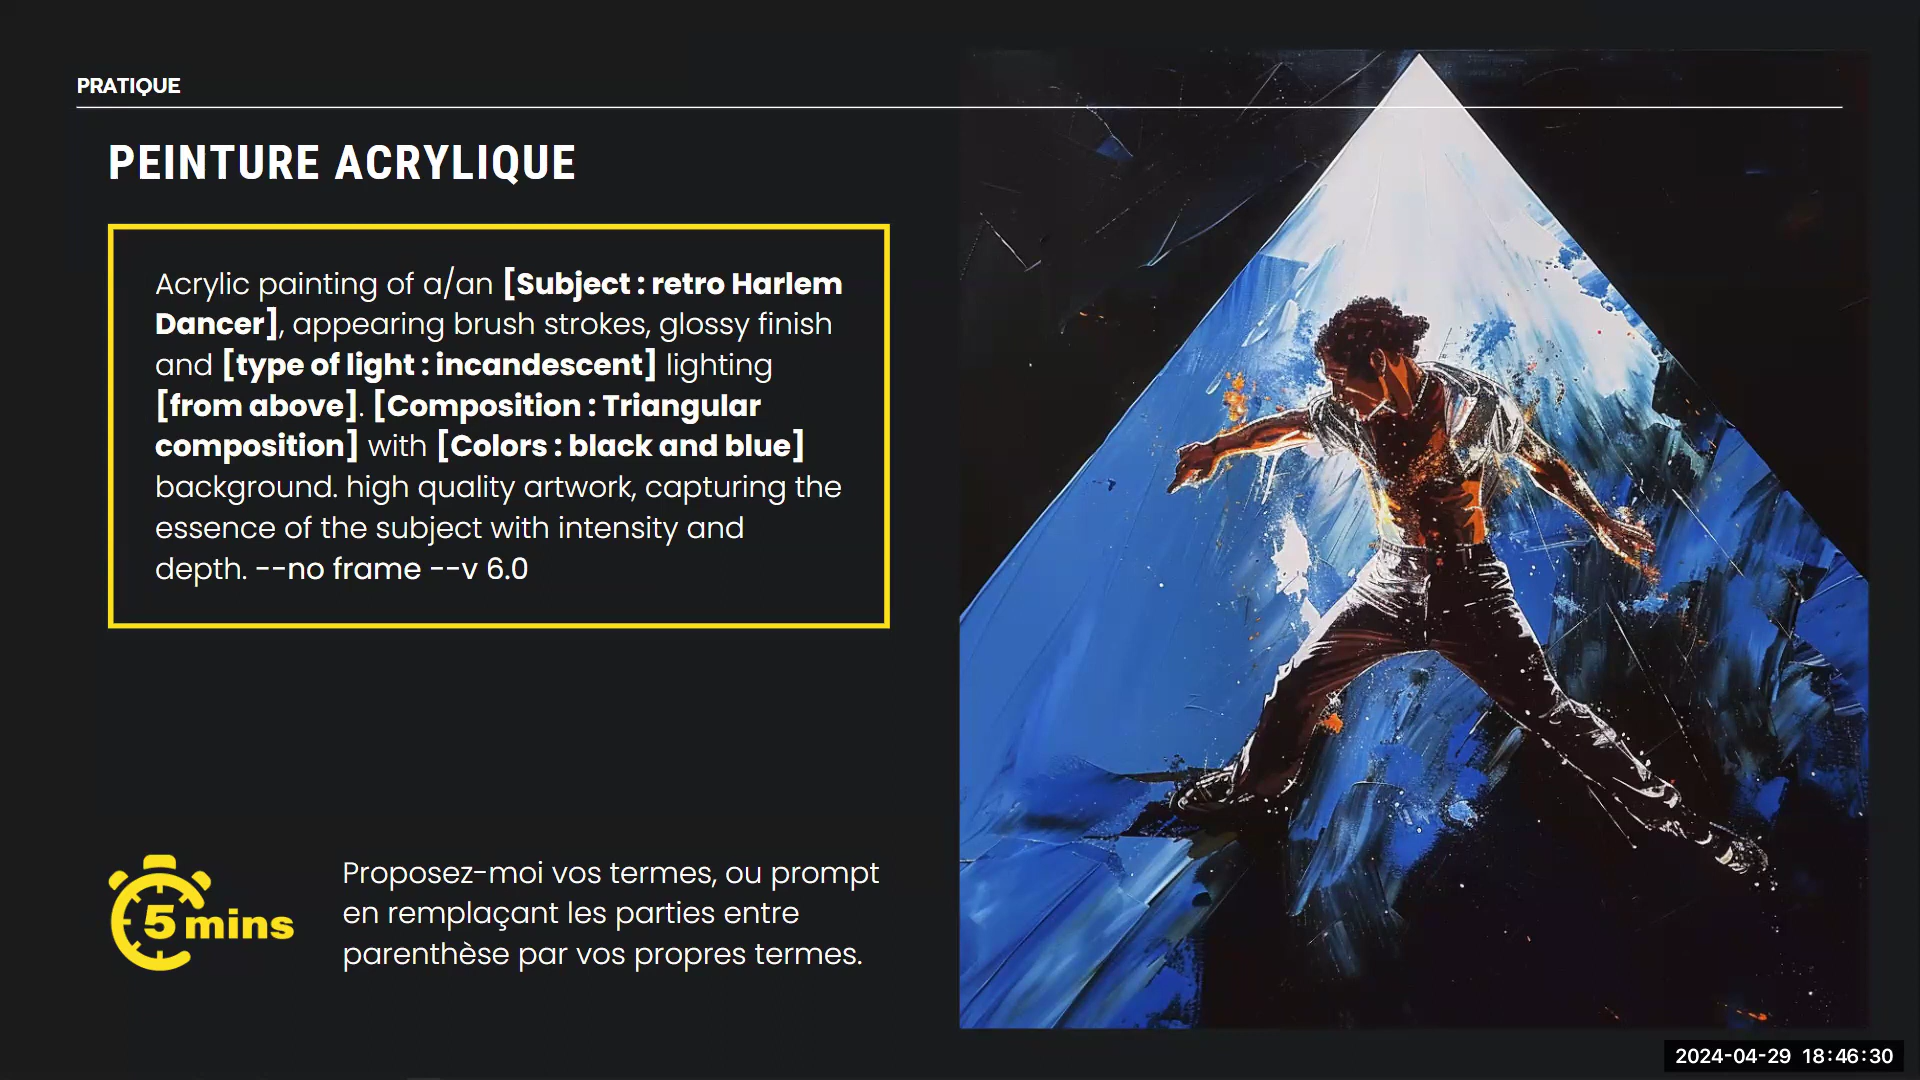 PRATIQUE
PEINTURE ACRYLIQUE
Acrylic painting of a/an [Subject : retro Harlem
Dancer], appearing brush strokes, glossy finish
and [type of light : incandescent] lighting
[from above]. [Composition : Triangular
composition] with [Colors : black and blue]
background. high quality artwork, capturing the
essence of the subject with intensity and
depth. --no frame --v 6.0
5 mins
Proposez-moi vos termes, ou prompt
en remplaçant les parties entre
parenthèse par vos propres termes.
2024-04-29 18:46:30